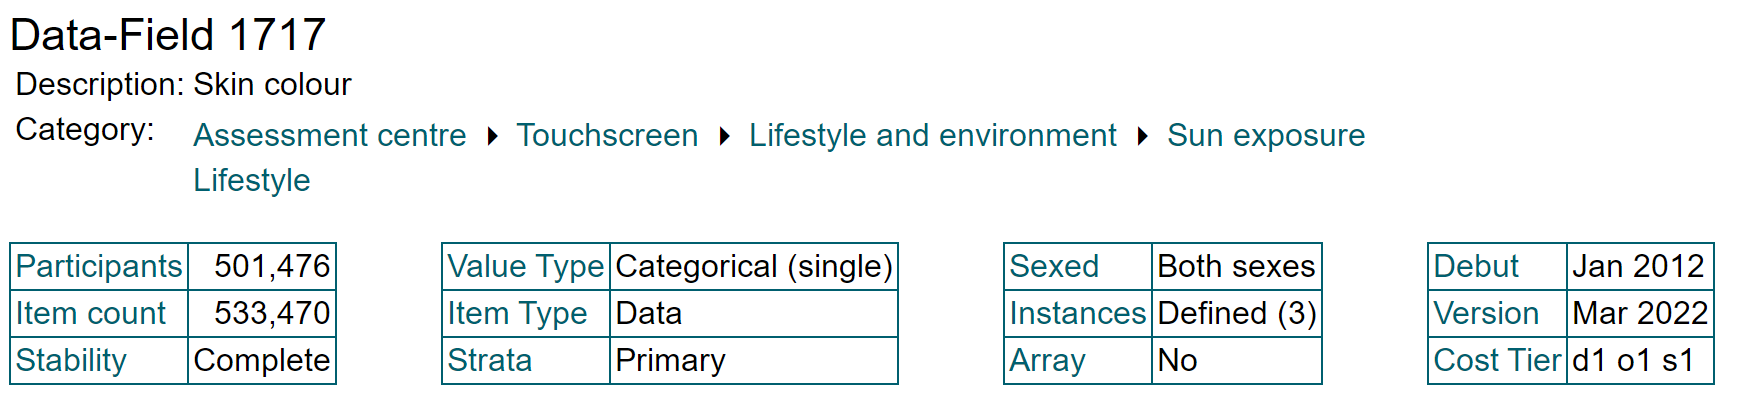 Data-Field 1717
Description: Skin colour
Category: Assessment centre ▸ Touchscreen ▸ Lifestyle and environment ▸ Sun exposure
Lifestyle
Participants 501,476 Value Type Categorical (single) Sexed Both sexes Debut Jan 2012
Item count 533,470 Item Type Data Instances Defined (3) Version Mar 2022
Stability Complete Strata Primary Array No Cost Tier d1 o1 s1